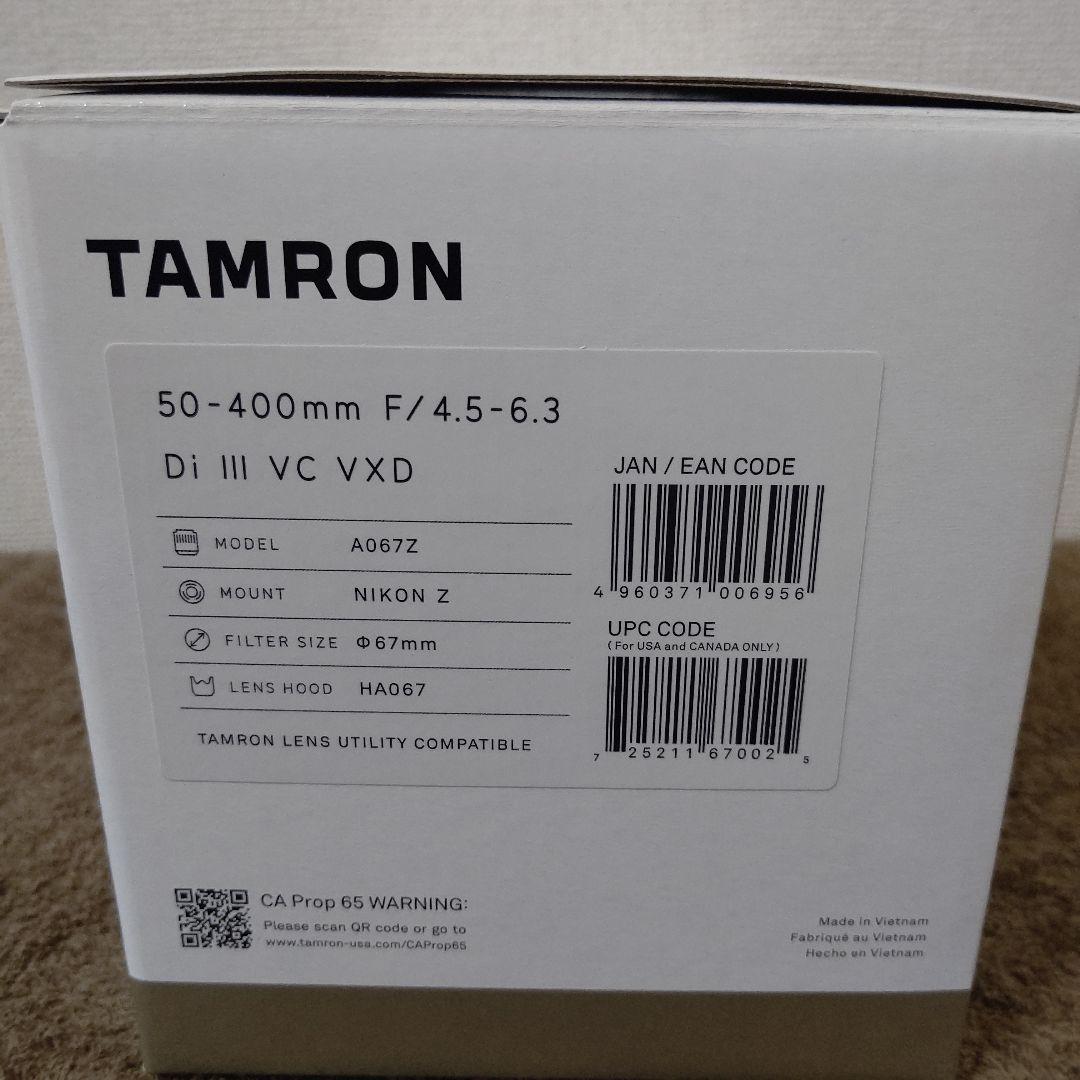 TAMRON
50-400mm F/4.5-6.3
Di III VC VXD
MODEL A067Z
MOUNT NIKON Z
FILTER SIZE Φ67mm
LENS HOOD HA067
TAMRON LENS UTILITY COMPATIBLE
JAN / EAN CODE
4 960371 006956
UPC CODE
(For USA and CANADA ONLY)
7 25211 67002 5
CA Prop 65 WARNING:
Please scan QR code or go to
www.tamron-usa.com/CAProp65
Made in Vietnam
Fabriqué au Vietnam
Hecho en Vietnam